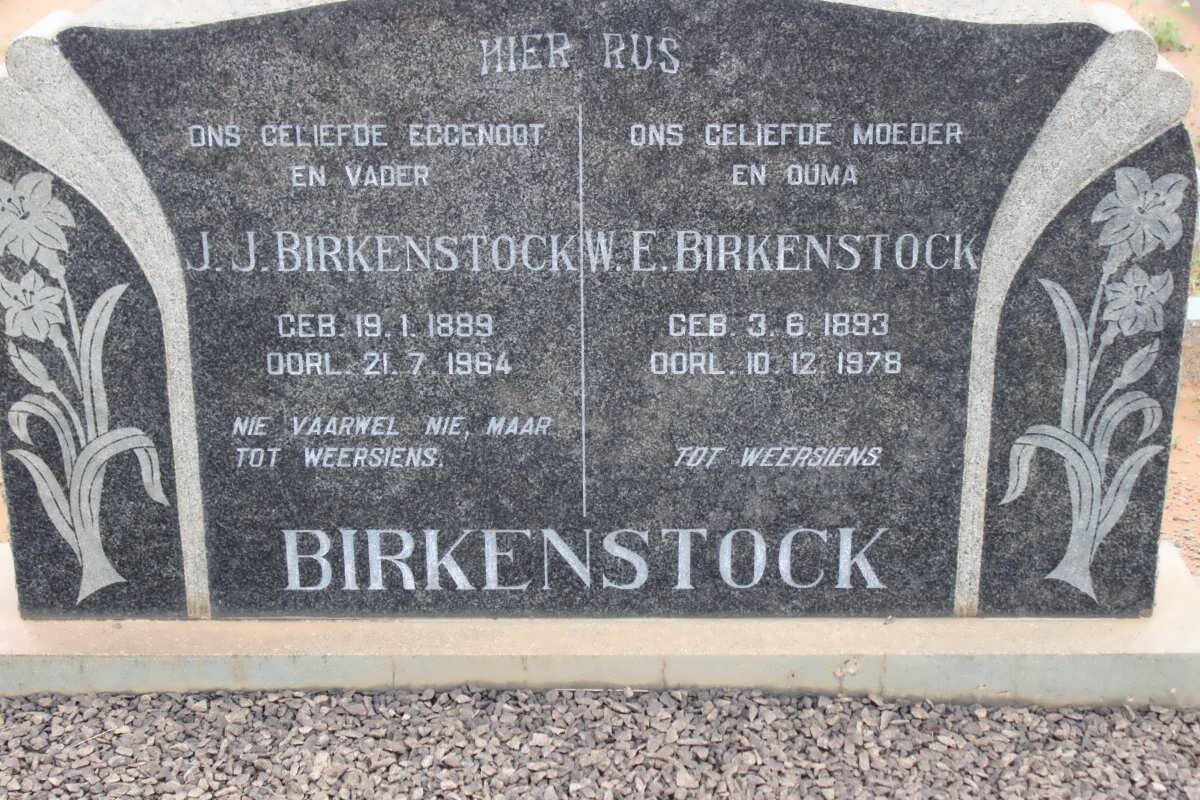 HIER RUS
ONS GELIEFDE EGGENOOT
EN VADER
J. J. BIRKENSTOCK
GEB. 19. 1. 1889
OORL. 21. 7. 1964
NIE VAARWEL NIE, MAAR
TOT WEERSIENS.
ONS GELIEFDE MOEDER
EN OUMA
W. E. BIRKENSTOCK
GEB. 3. 6. 1893
OORL. 10. 12. 1978
TOT WEERSIENS.
BIRKENSTOCK